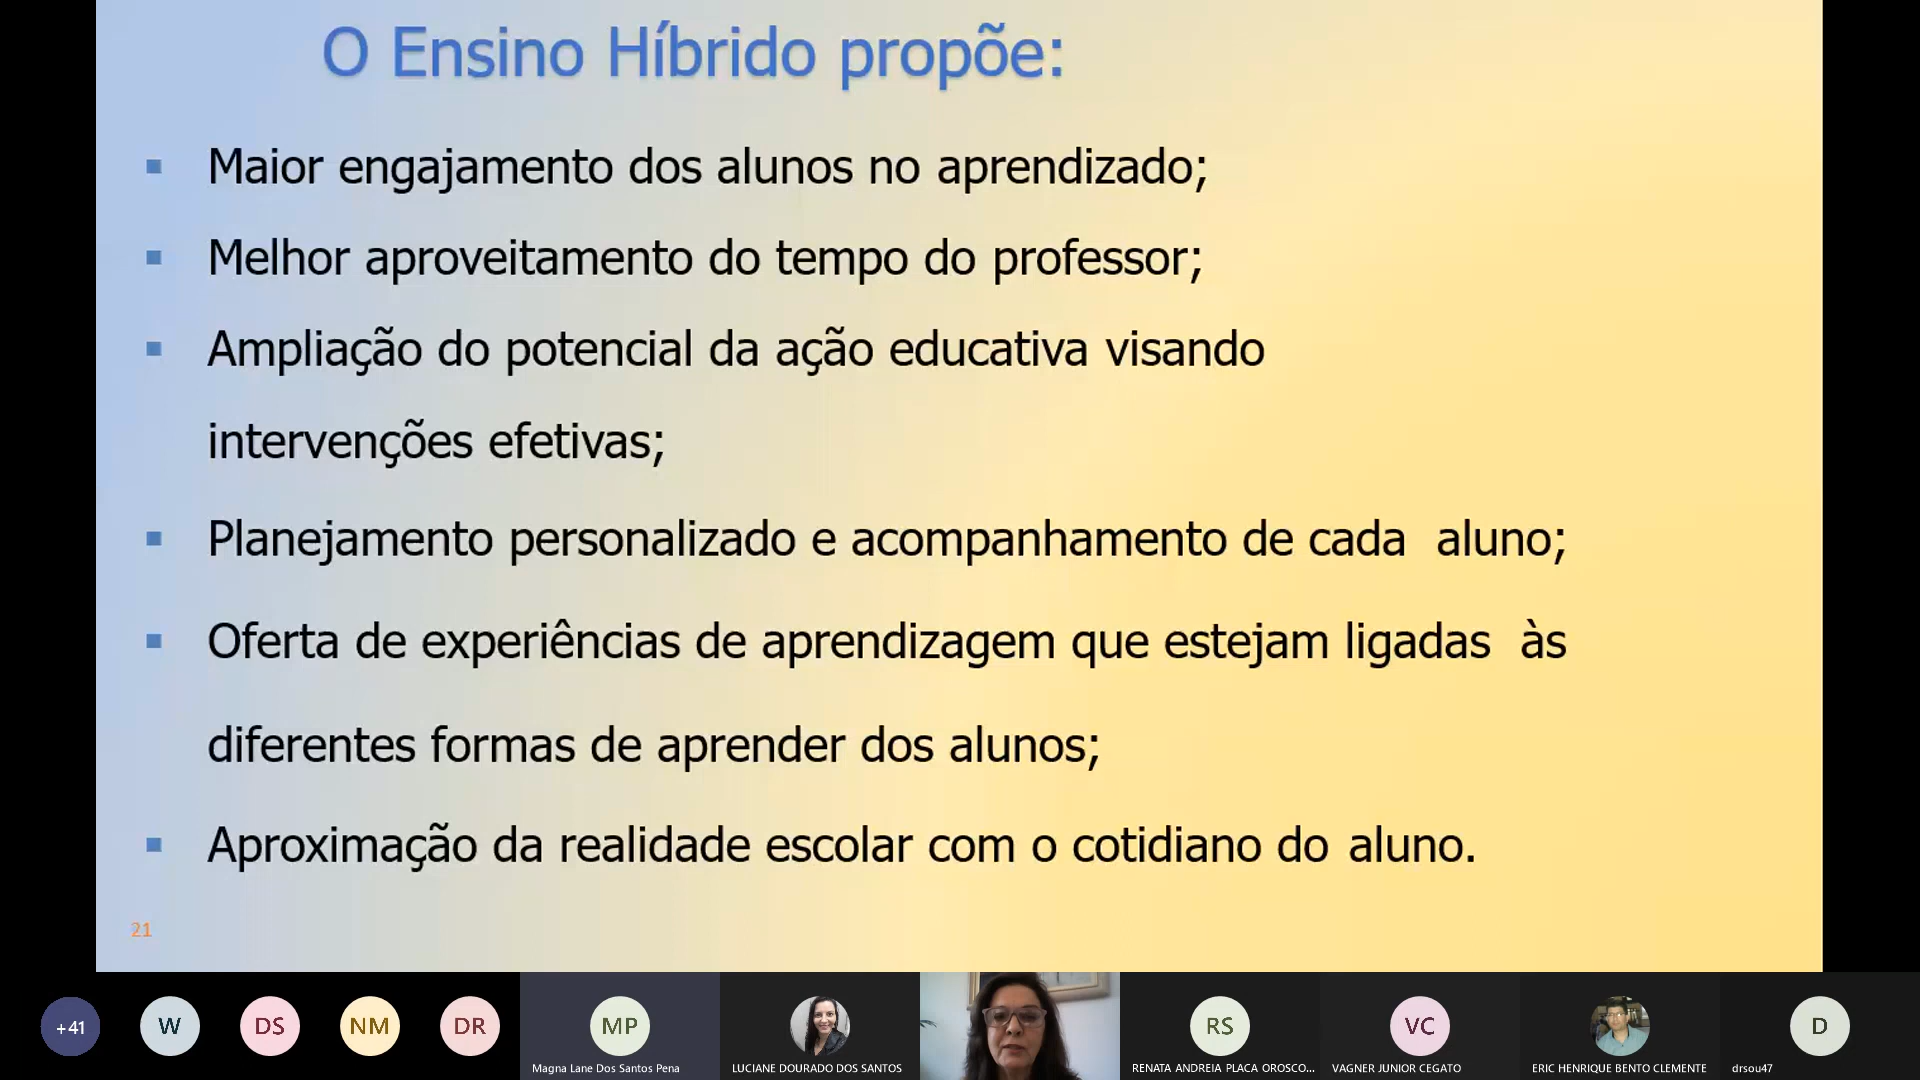 O Ensino Híbrido propõe:
Maior engajamento dos alunos no aprendizado;
Melhor aproveitamento do tempo do professor;
Ampliação do potencial da ação educativa visando
intervenções efetivas;
Planejamento personalizado e acompanhamento de cada aluno;
Oferta de experiências de aprendizagem que estejam ligadas às
diferentes formas de aprender dos alunos;
Aproximação da realidade escolar com o cotidiano do aluno.
21
+41 W DS NM DR MP RS VC D
Magna Lane Dos Santos Pena LUCIANE DOURADO DOS SANTOS RENATA ANDREIA PLACA OROSCO... VAGNER JUNIOR CEGATO ERIC HENRIQUE BENTO CLEMENTE drsou47